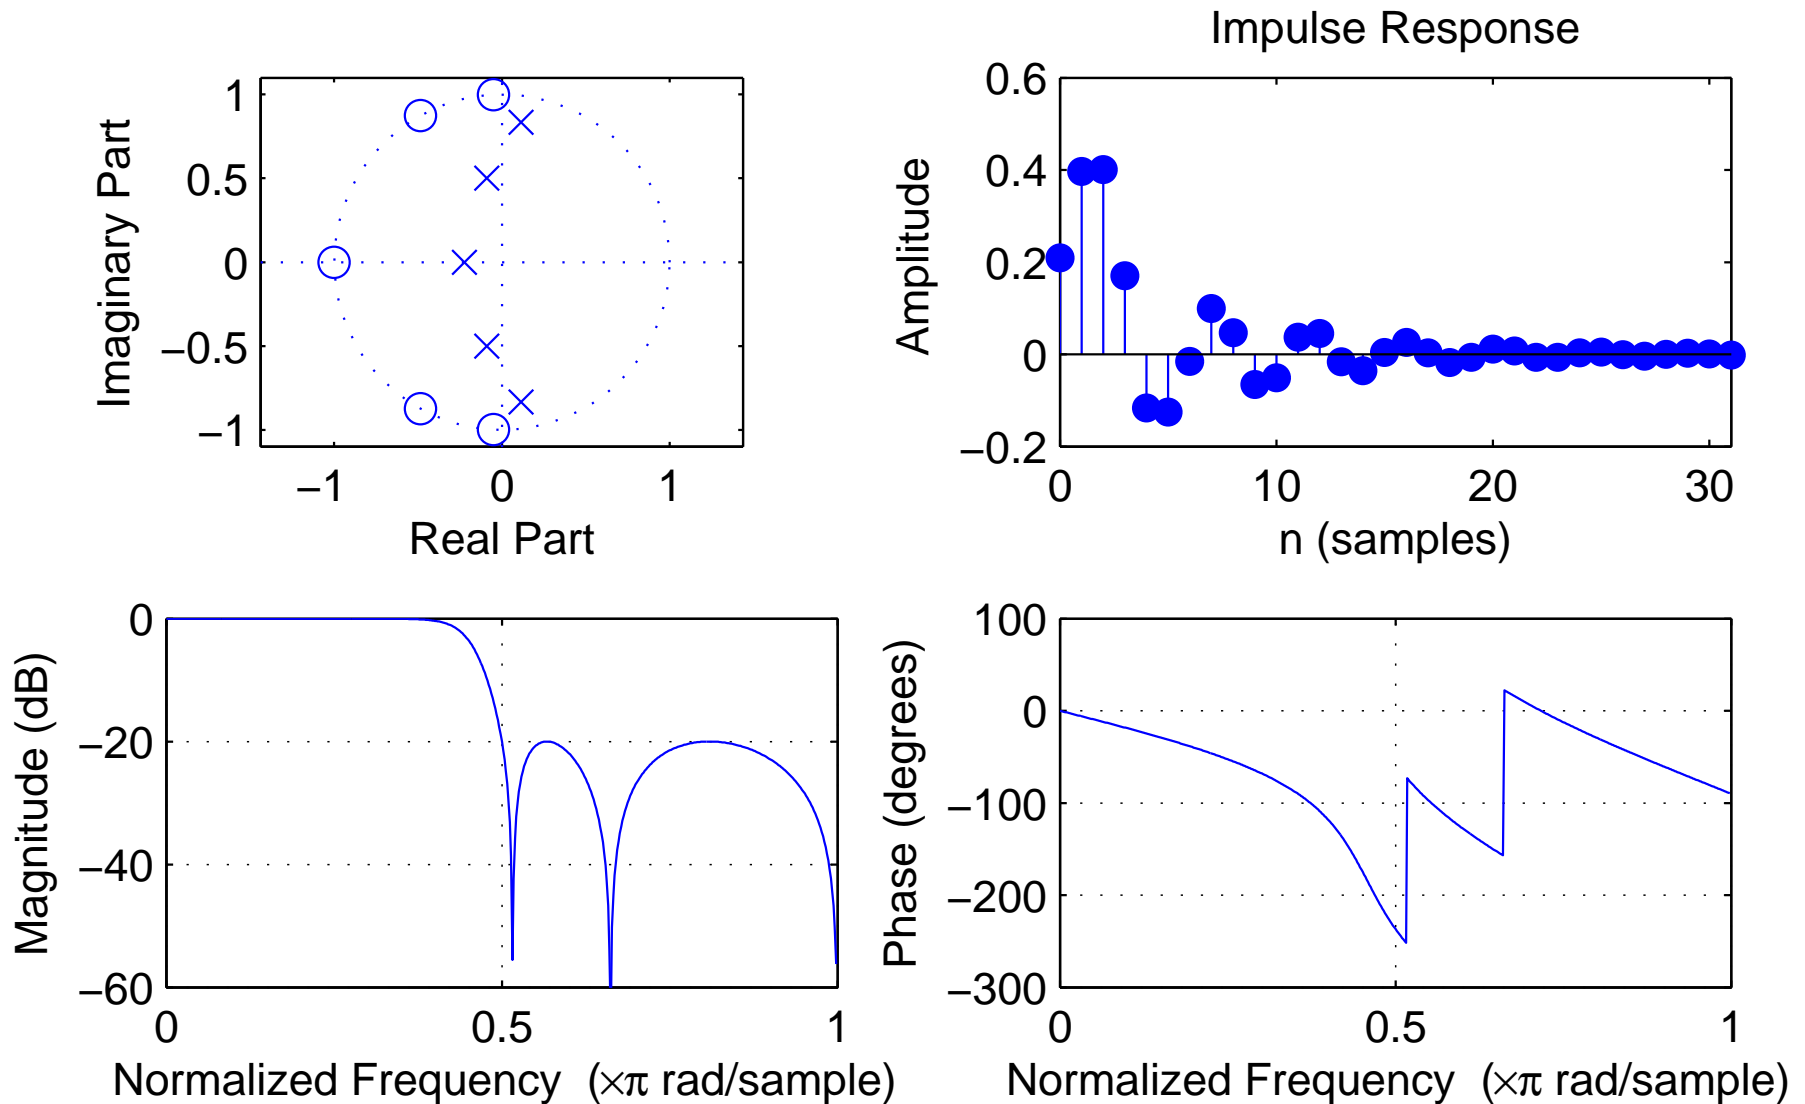 1
0.5
0
−0.5
−1
−1 0 1
Real Part
Imaginary Part
Impulse Response
0.6
0.4
0.2
0
−0.2
0 10 20 30
n (samples)
Amplitude
0
−20
−40
−60
0 0.5 1
Normalized Frequency (×π rad/sample)
Magnitude (dB)
100
0
−100
−200
−300
0 0.5 1
Normalized Frequency (×π rad/sample)
Phase (degrees)